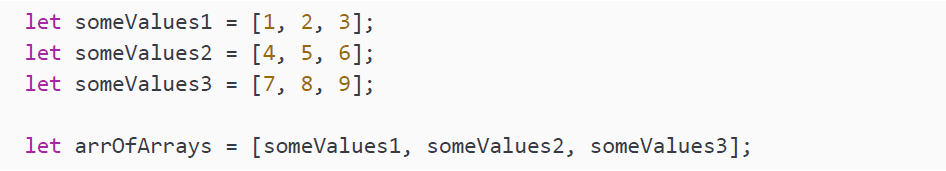 let someValues1 = [1, 2, 3];
let someValues2 = [4, 5, 6];
let someValues3 = [7, 8, 9];
let arrOfArrays = [someValues1, someValues2, someValues3];